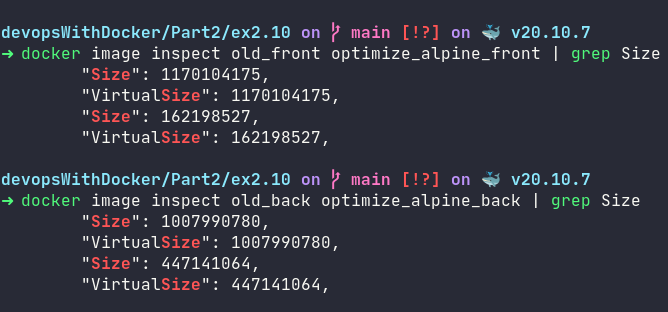 devopsWithDocker/Part2/ex2.10 on main [!?] on 🐳 v20.10.7
➜ docker image inspect old_front optimize_alpine_front | grep Size
"Size": 1170104175,
"VirtualSize": 1170104175,
"Size": 162198527,
"VirtualSize": 162198527,
devopsWithDocker/Part2/ex2.10 on main [!?] on 🐳 v20.10.7
➜ docker image inspect old_back optimize_alpine_back | grep Size
"Size": 1007990780,
"VirtualSize": 1007990780,
"Size": 447141064,
"VirtualSize": 447141064,